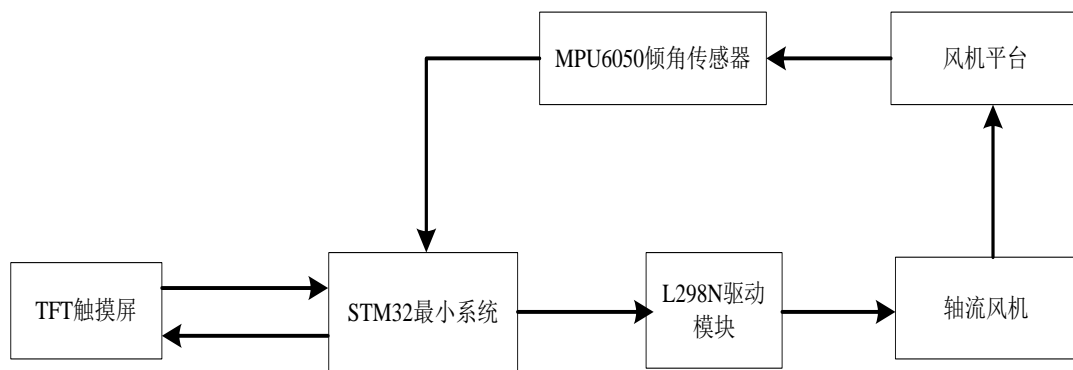 MPU6050倾角传感器
风机平台
TFT触摸屏
STM32最小系统
L298N驱动
模块
轴流风机